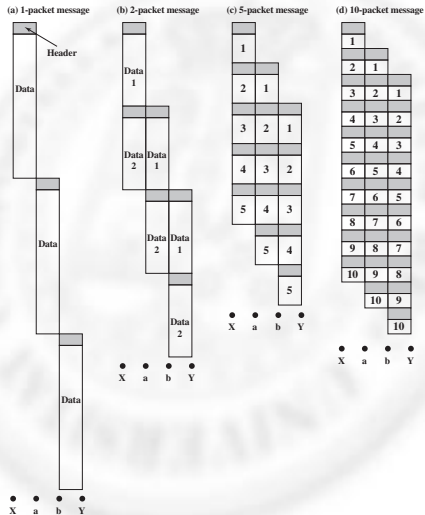 (a) 1-packet message
Header
Data
Data
Data
X a b Y
(b) 2-packet message
Data
1
Data
2
Data
1
Data
2
Data
1
Data
2
X a b Y
(c) 5-packet message
1
2 1
3 2 1
4 3 2
5 4 3
5 4
5
X a b Y
(d) 10-packet message
1
2 1
3 2 1
4 3 2
5 4 3
6 5 4
7 6 5
8 7 6
9 8 7
10 9 8
10 9
10
X a b Y